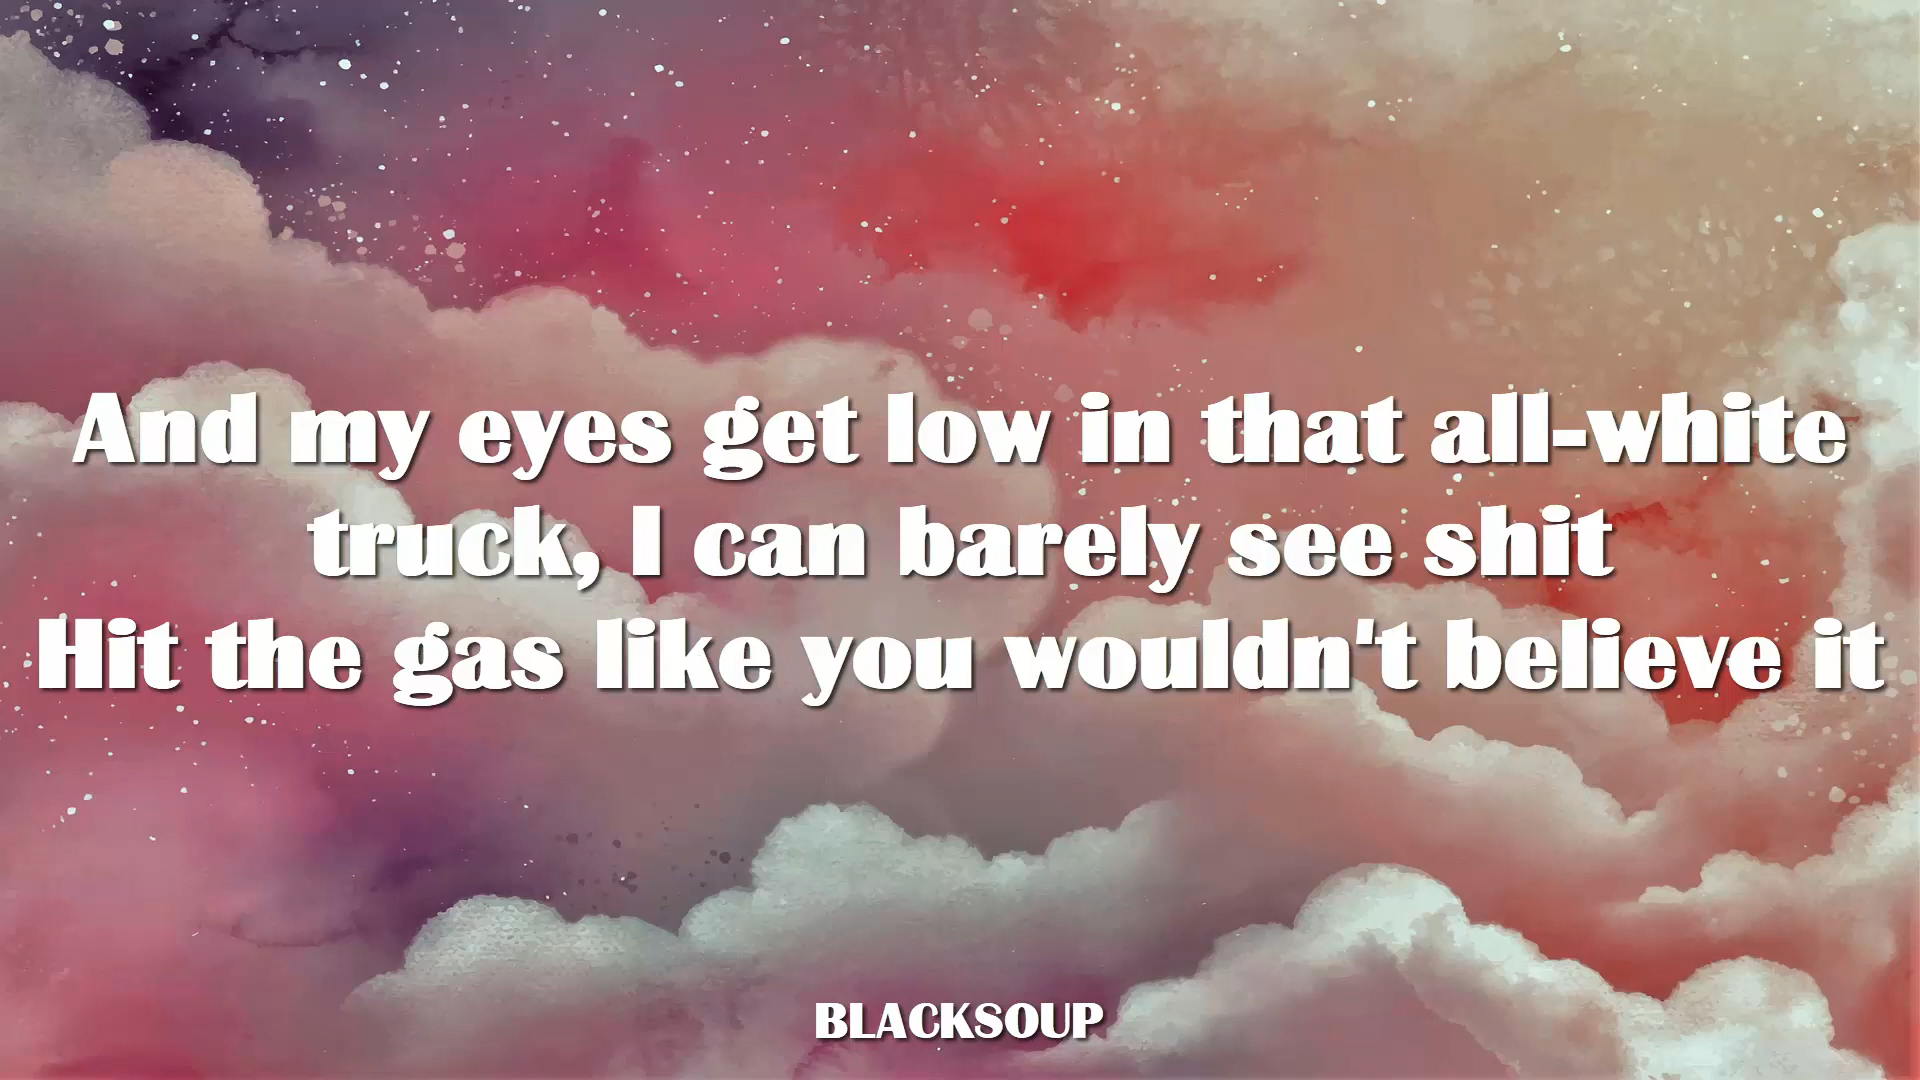 And my eyes get low in that all-white
truck, I can barely see shit
Hit the gas like you wouldn't believe it
BLACKSOUP